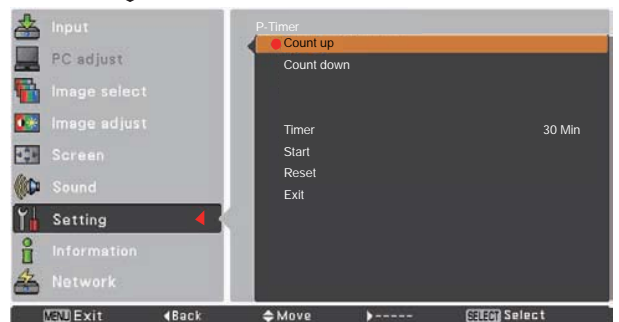 Input
PC adjust
Image select
Image adjust
Screen
Sound
Setting
Information
Network
P-Timer
Count up
Count down
Timer 30 Min
Start
Reset
Exit
MENU Exit Back Move ----- SELECT Select